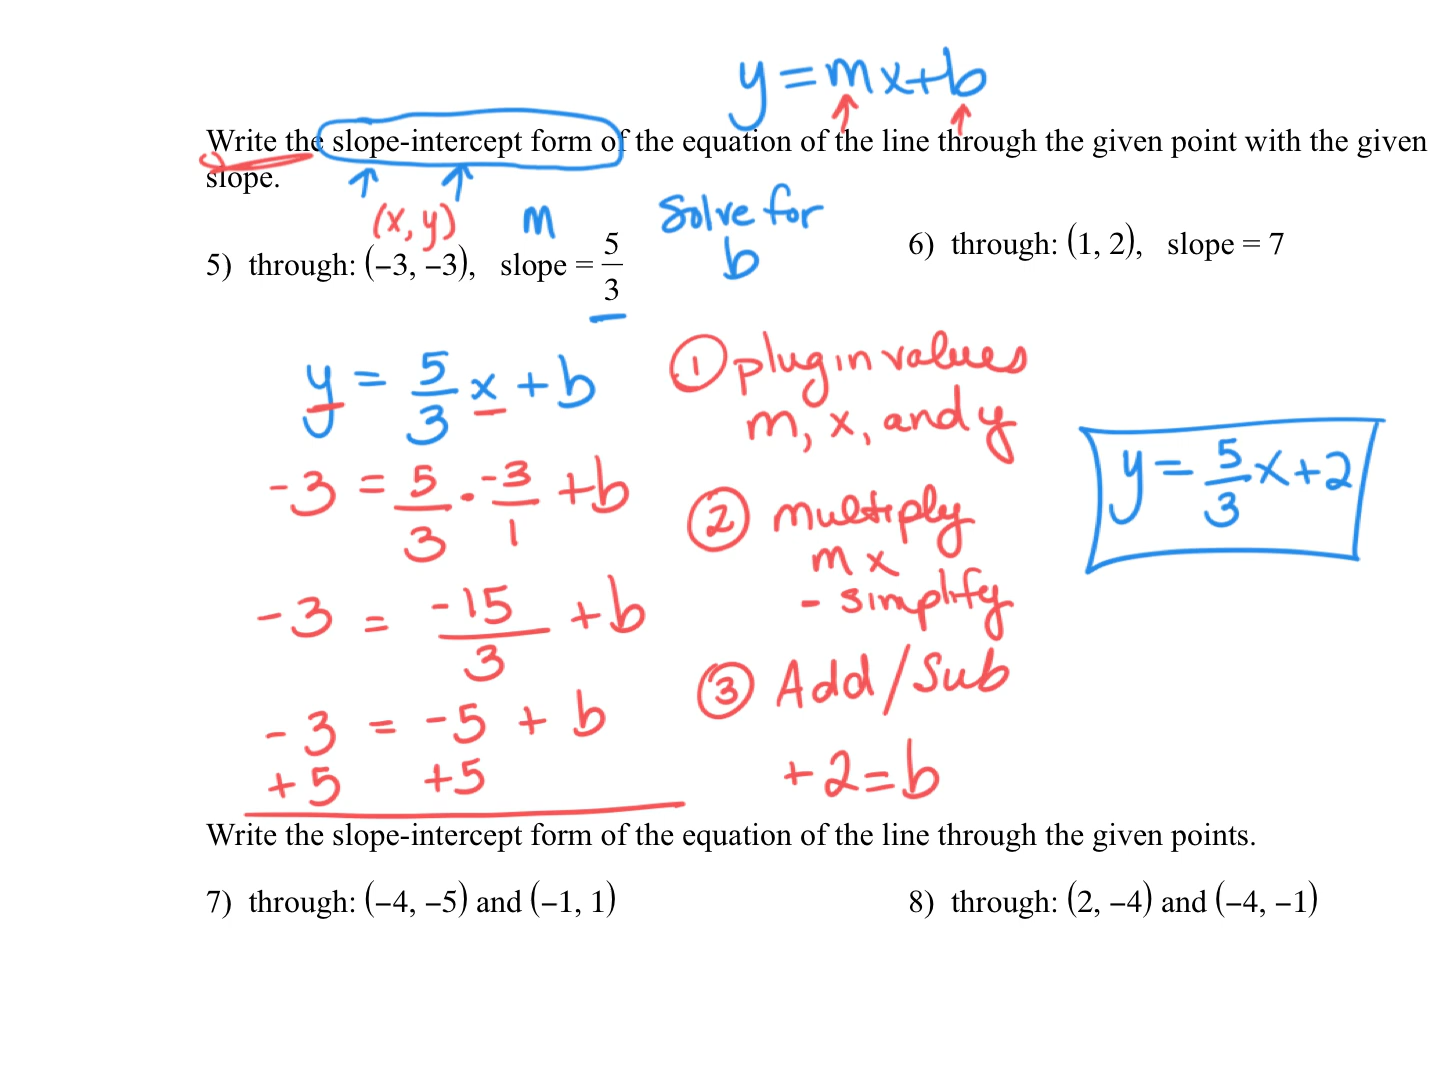 y = mx+b
Write the slope-intercept form of the equation of the line through the given point with the given
slope.
(x, y) m solve for
b
5) through: (−3, −3), slope = 5/3
6) through: (1, 2), slope = 7
y = 5/3 x + b
-3 = 5/3 · -3/1 + b
-3 = -15/3 + b
-3 = -5 + b
+5 +5
① plug in values
m, x, and y
② multiply
m x
- simplify
③ Add/Sub
+2 = b
y = 5/3 x + 2
Write the slope-intercept form of the equation of the line through the given points.
7) through: (−4, −5) and (−1, 1)
8) through: (2, −4) and (−4, −1)